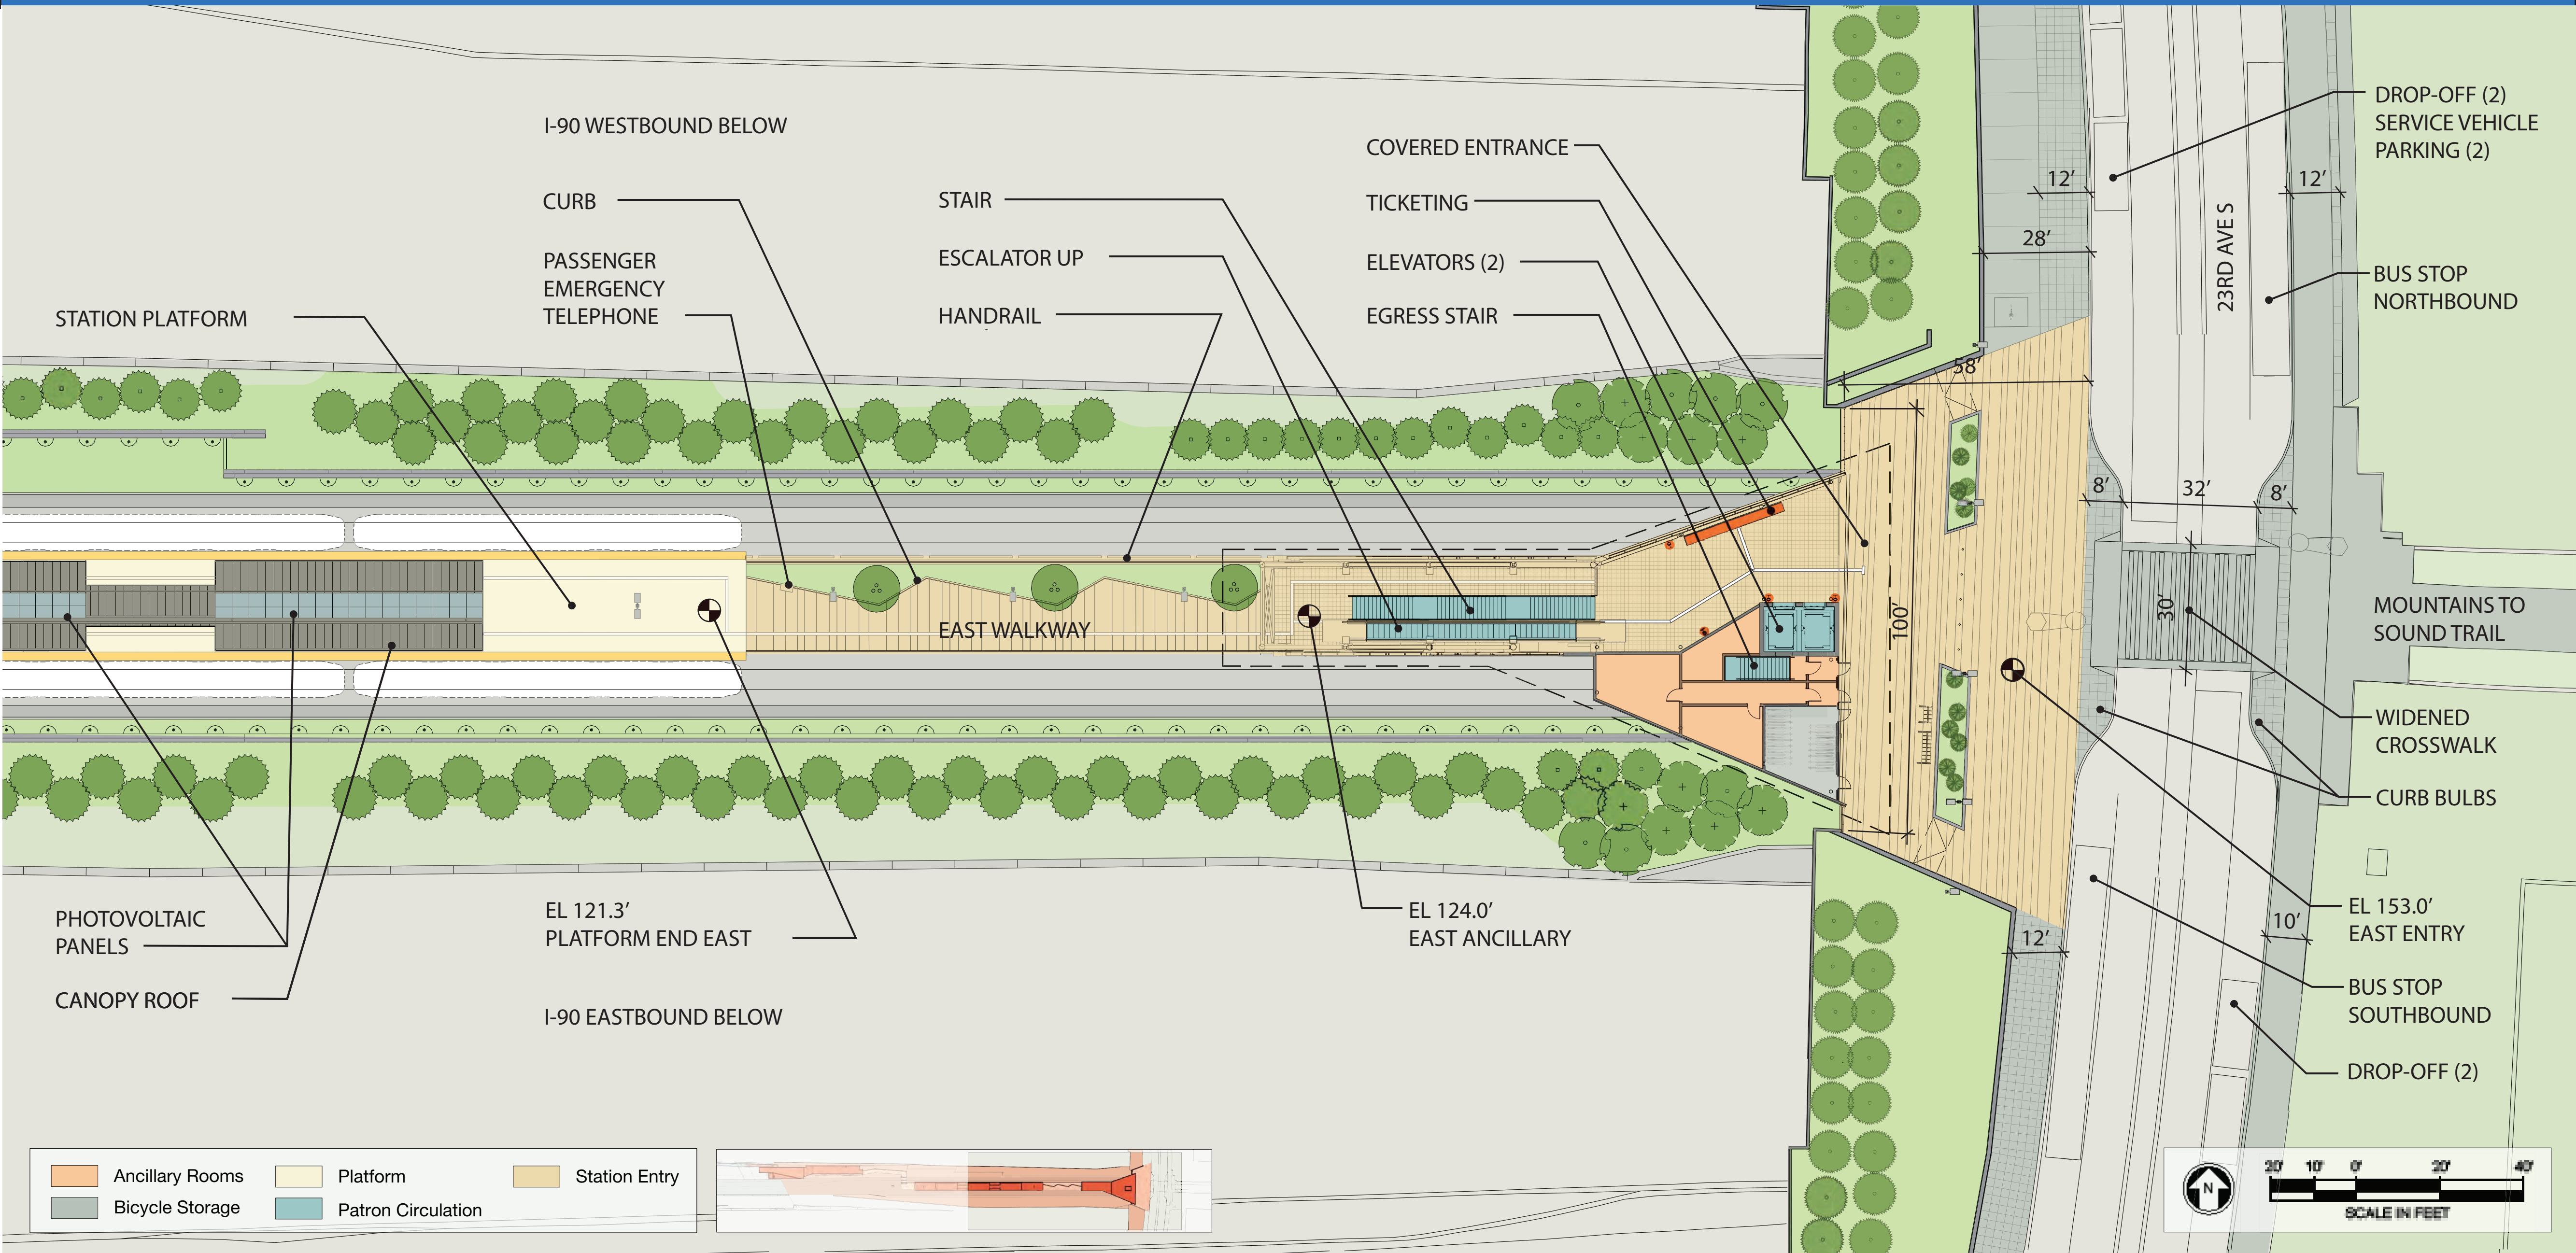 I-90 WESTBOUND BELOW
CURB
PASSENGER
EMERGENCY
TELEPHONE
STATION PLATFORM
STAIR
ESCALATOR UP
HANDRAIL
COVERED ENTRANCE
TICKETING
ELEVATORS (2)
EGRESS STAIR
DROP-OFF (2)
SERVICE VEHICLE
PARKING (2)
12’
12’
28’
23RD AVE S
BUS STOP
NORTHBOUND
58’
8’
32’
8’
100’
30’
EAST WALKWAY
MOUNTAINS TO
SOUND TRAIL
WIDENED
CROSSWALK
CURB BULBS
PHOTOVOLTAIC
PANELS
CANOPY ROOF
EL 121.3’
PLATFORM END EAST
EL 124.0’
EAST ANCILLARY
EL 153.0’
EAST ENTRY
12’
10’
BUS STOP
SOUTHBOUND
DROP-OFF (2)
I-90 EASTBOUND BELOW
Ancillary Rooms
Platform
Station Entry
Bicycle Storage
Patron Circulation
N
20' 10' 0' 20' 40'
SCALE IN FEET